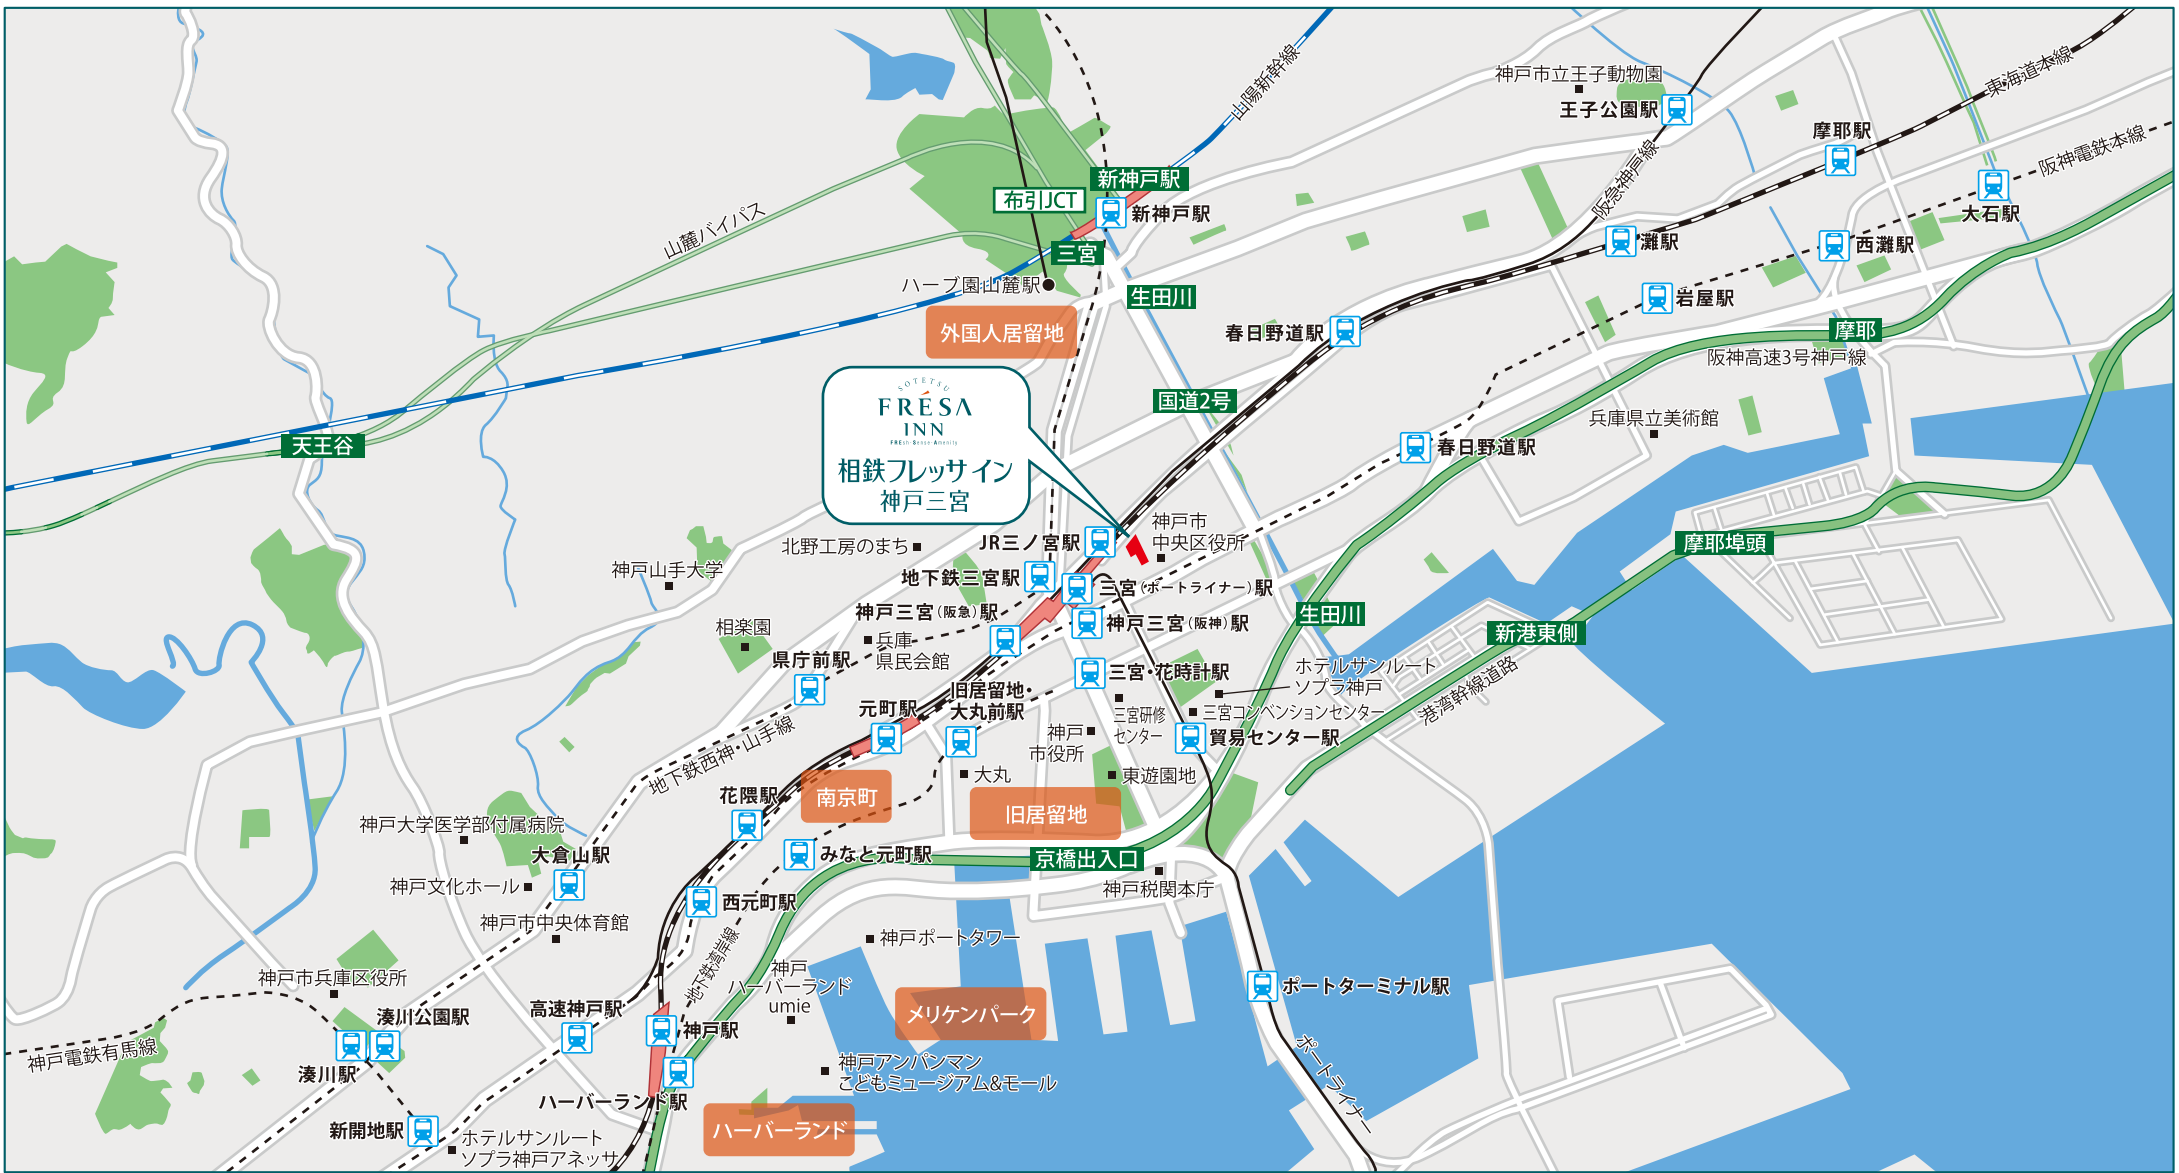 神戸市立王子動物園
王子公園駅
山陽新幹線
東海道本線
摩耶駅
阪神電鉄本線
阪急神戸線
新神戸駅
布引JCT
新神戸駅
大石駅
山麓バイパス
三宮
灘駅
西灘駅
ハーブ園山麓駅
生田川
岩屋駅
外国人居留地
春日野道駅
摩耶
阪神高速3号神戸線
SOTETSU
FRESA
INN
FREsh·Sense·Amenity
相鉄フレッサイン
神戸三宮
国道2号
兵庫県立美術館
天王谷
春日野道駅
神戸市
中央区役所
北野工房のまち
JR三ノ宮駅
摩耶埠頭
神戸山手大学
地下鉄三宮駅
三宮(ポートライナー)駅
神戸三宮(阪急)駅
神戸三宮(阪神)駅
生田川
新港東側
相楽園
兵庫
県民会館
県庁前駅
三宮・花時計駅
ホテルサンルート
ソプラ神戸
港湾幹線道路
旧居留地・
大丸前駅
元町駅
三宮研修
センター
三宮コンベンションセンター
神戸
市役所
貿易センター駅
地下鉄西神・山手線
大丸
東遊園地
花隈駅
南京町
旧居留地
神戸大学医学部付属病院
大倉山駅
みなと元町駅
京橋出入口
神戸文化ホール
神戸税関本庁
西元町駅
神戸市中央体育館
地下鉄湾岸線
神戸ポートタワー
神戸市兵庫区役所
神戸
ハーバーランド
umie
ポートターミナル駅
高速神戸駅
湊川公園駅
神戸駅
メリケンパーク
神戸電鉄有馬線
湊川駅
神戸アンパンマン
こどもミュージアム&モール
ポートライナー
ハーバーランド駅
新開地駅
ハーバーランド
ホテルサンルート
ソプラ神戸アネッサ